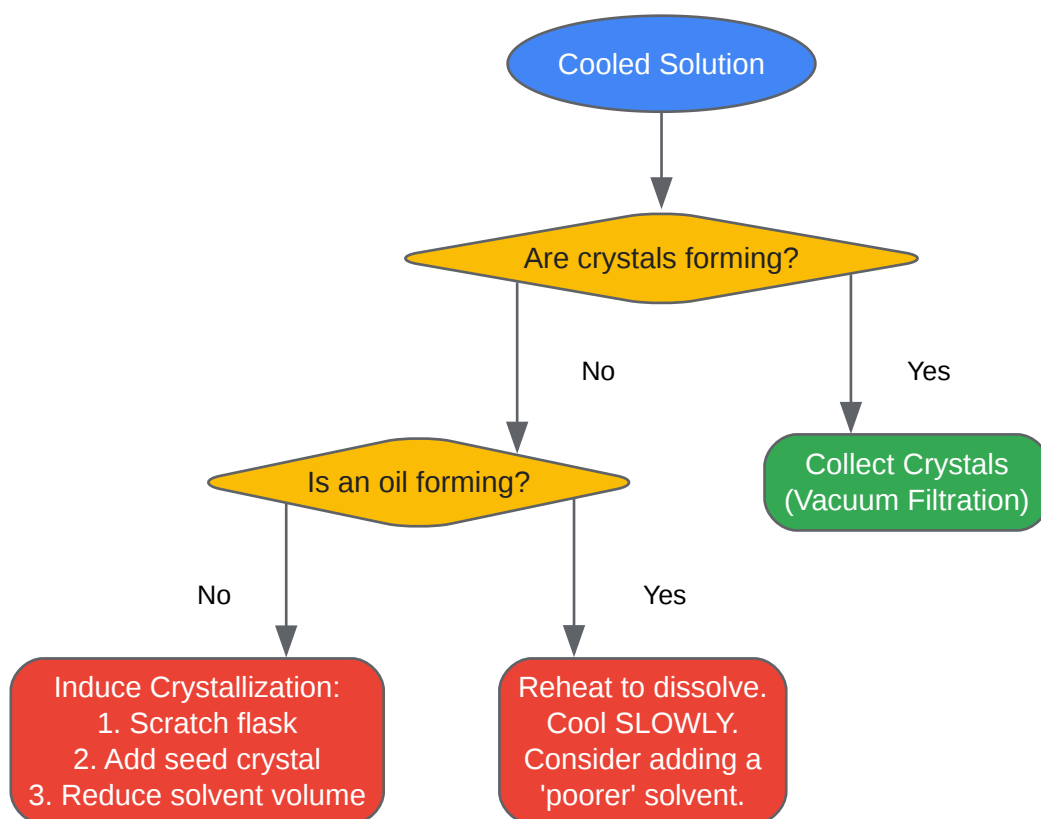 Cooled Solution
Are crystals forming?
No
Yes
Is an oil forming?
Collect Crystals
(Vacuum Filtration)
No
Yes
Induce Crystallization:
1. Scratch flask
2. Add seed crystal
3. Reduce solvent volume
Reheat to dissolve.
Cool SLOWLY.
Consider adding a
'poorer' solvent.